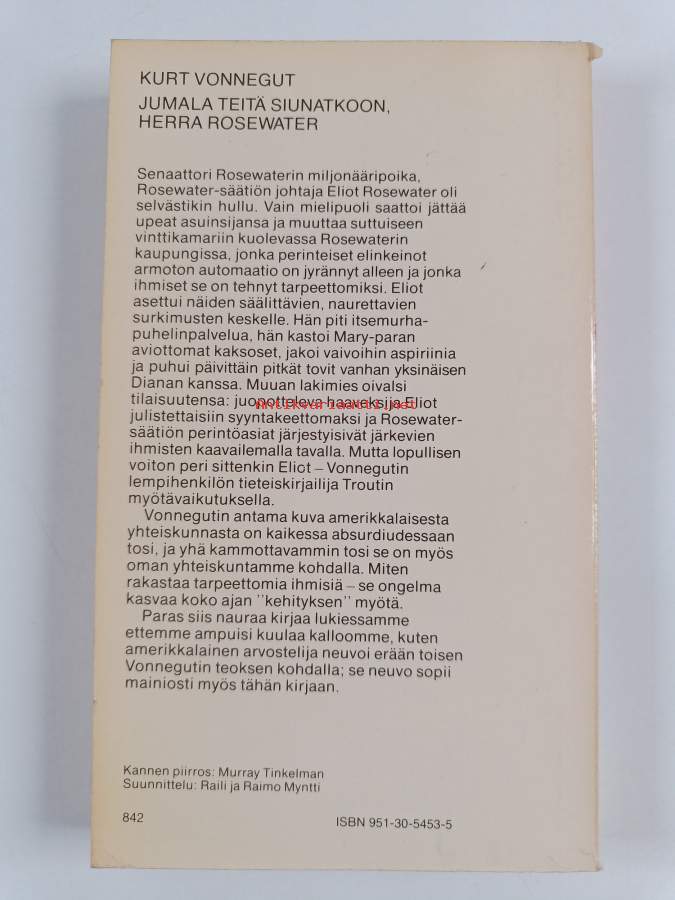 KURT VONNEGUT
JUMALA TEITÄ SIUNATKOON,
HERRA ROSEWATER
Senaattori Rosewaterin miljonääripoika,
Rosewater-säätiön johtaja Eliot Rosewater oli
selvästikin hullu. Vain mielipuoli saattoi jättää
upeat asuinsijansa ja muuttaa suttuiseen
vinttikamariin kuolevassa Rosewaterin
kaupungissa, jonka perinteiset elinkeinot
armoton automaatio on jyrännyt alleen ja jonka
ihmiset se on tehnyt tarpeettomiksi. Eliot
asettui näiden säälittävien, naurettavien
surkimusten keskelle. Hän piti itsemurha-
puhelinpalvelua, hän kastoi Mary-paran
aviottomat kaksoset, jakoi vaivoihin aspiriinia
ja puhui päivittäin pitkät tovit vanhan yksinäisen
Dianan kanssa. Muuan lakimies oivalsi
tilaisuutensa: juopotteleva haaveksija Eliot
antikvariaatti.net
julistettaisiin syyntakeettomaksi ja Rosewater-
säätiön perintöasiat järjestyisivät järkevien
ihmisten kaavailemalla tavalla. Mutta lopullisen
voiton peri sittenkin Eliot – Vonnegutin
lempihenkilön tieteiskirjailija Troutin
myötävaikutuksella.
Vonnegutin antama kuva amerikkalaisesta
yhteiskunnasta on kaikessa absurdiudessaan
tosi, ja yhä kammottavammin tosi se on myös
oman yhteiskuntamme kohdalla. Miten
rakastaa tarpeettomia ihmisiä – se ongelma
kasvaa koko ajan "kehityksen" myötä.
Paras siis nauraa kirjaa lukiessamme
ettemme ampuisi kuulaa kalloomme, kuten
amerikkalainen arvostelija neuvoi erään toisen
Vonnegutin teoksen kohdalla; se neuvo sopii
mainiosti myös tähän kirjaan.
Kannen piirros: Murray Tinkelman
Suunnittelu: Raili ja Raimo Myntti
842
ISBN 951-30-5453-5